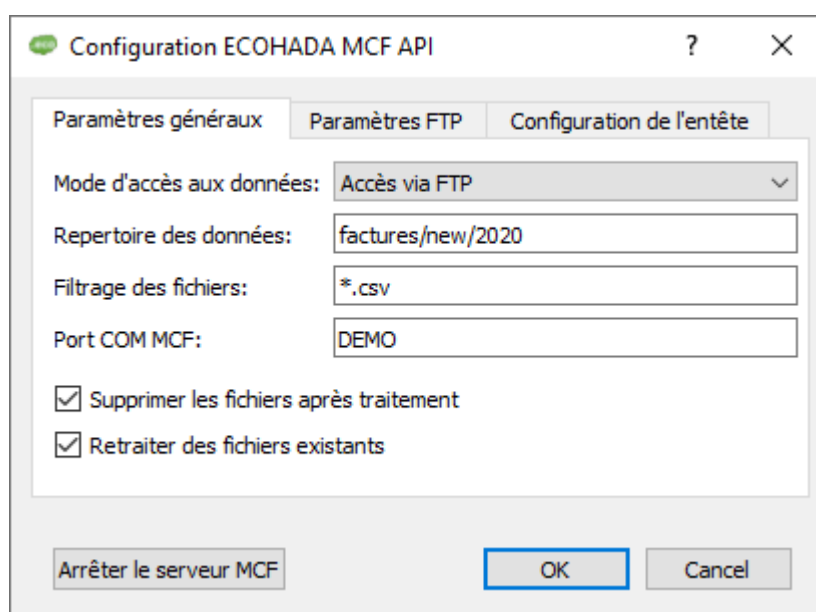 Configuration ECOHADA MCF API
Paramètres généraux Paramètres FTP Configuration de l'entête
Mode d'accès aux données: Accès via FTP
Repertoire des données: factures/new/2020
Filtrage des fichiers: *.csv
Port COM MCF: DEMO
Supprimer les fichiers après traitement
Retraiter des fichiers existants
Arrêter le serveur MCF OK Cancel